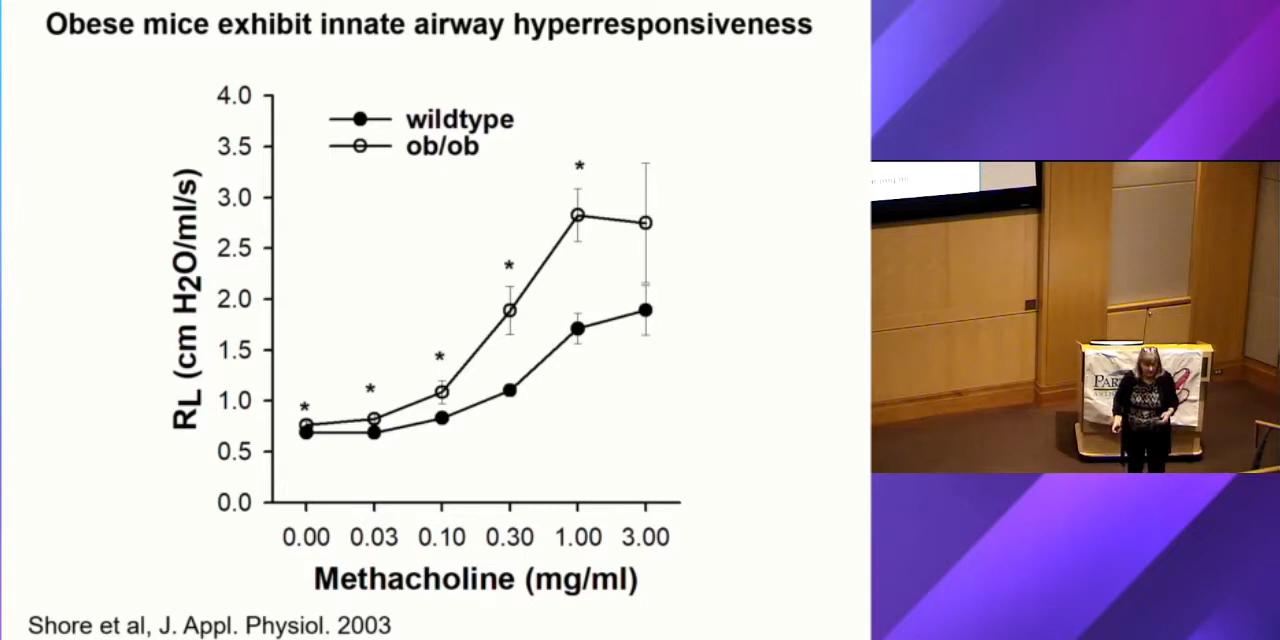 Obese mice exhibit innate airway hyperresponsiveness
wildtype
ob/ob
4.0
3.5
3.0
2.5
2.0
1.5
1.0
0.5
0.0
RL (cm H2O/ml/s)
*
*
*
*
*
0.00 0.03 0.10 0.30 1.00 3.00
Methacholine (mg/ml)
Shore et al, J. Appl. Physiol. 2003